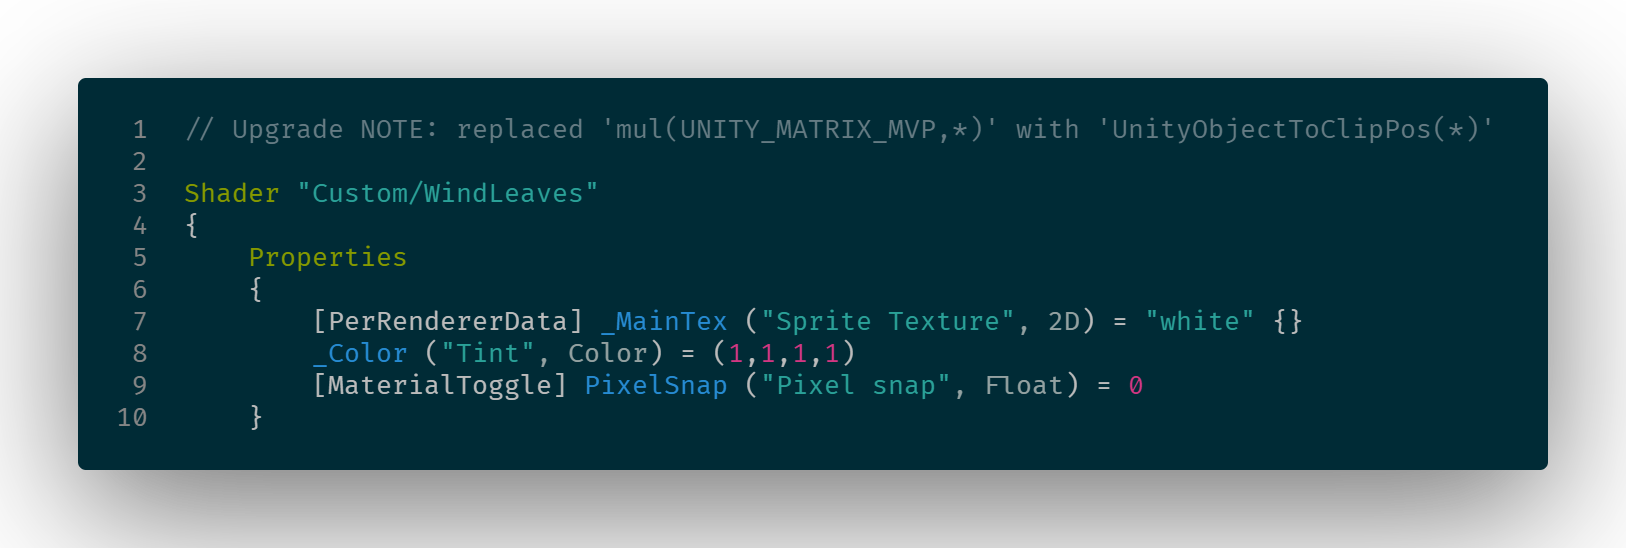 1 // Upgrade NOTE: replaced 'mul(UNITY_MATRIX_MVP,*)' with 'UnityObjectToClipPos(*)'
2
3 Shader "Custom/WindLeaves"
4 {
5     Properties
6     {
7         [PerRendererData] _MainTex ("Sprite Texture", 2D) = "white" {}
8         _Color ("Tint", Color) = (1,1,1,1)
9         [MaterialToggle] PixelSnap ("Pixel snap", Float) = 0
10     }